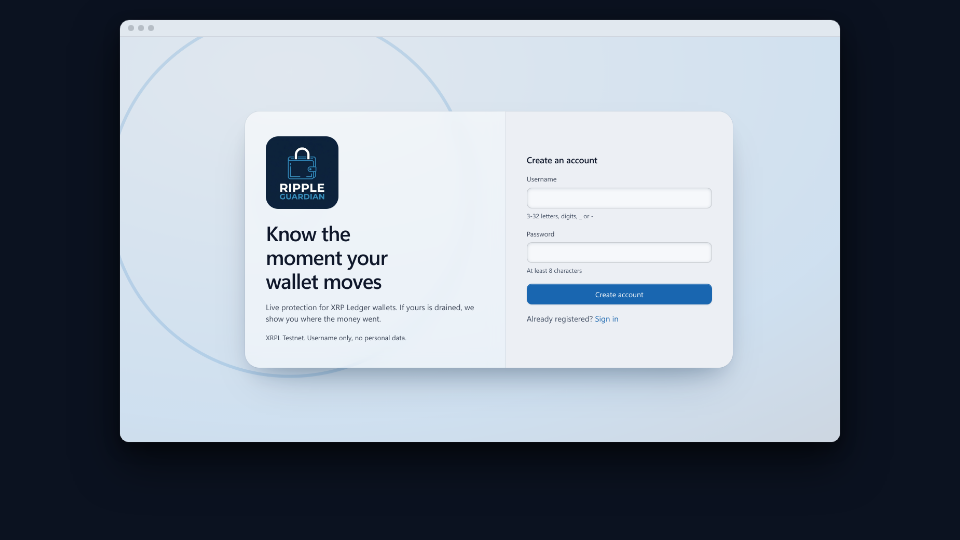 RIPPLE
GUARDIAN
Know the
moment your
wallet moves
Live protection for XRP Ledger wallets. If yours is drained, we
show you where the money went.
XRPL Testnet. Username only, no personal data.
Create an account
Username
3-32 letters, digits, _ or -
Password
At least 8 characters
Create account
Already registered? Sign in